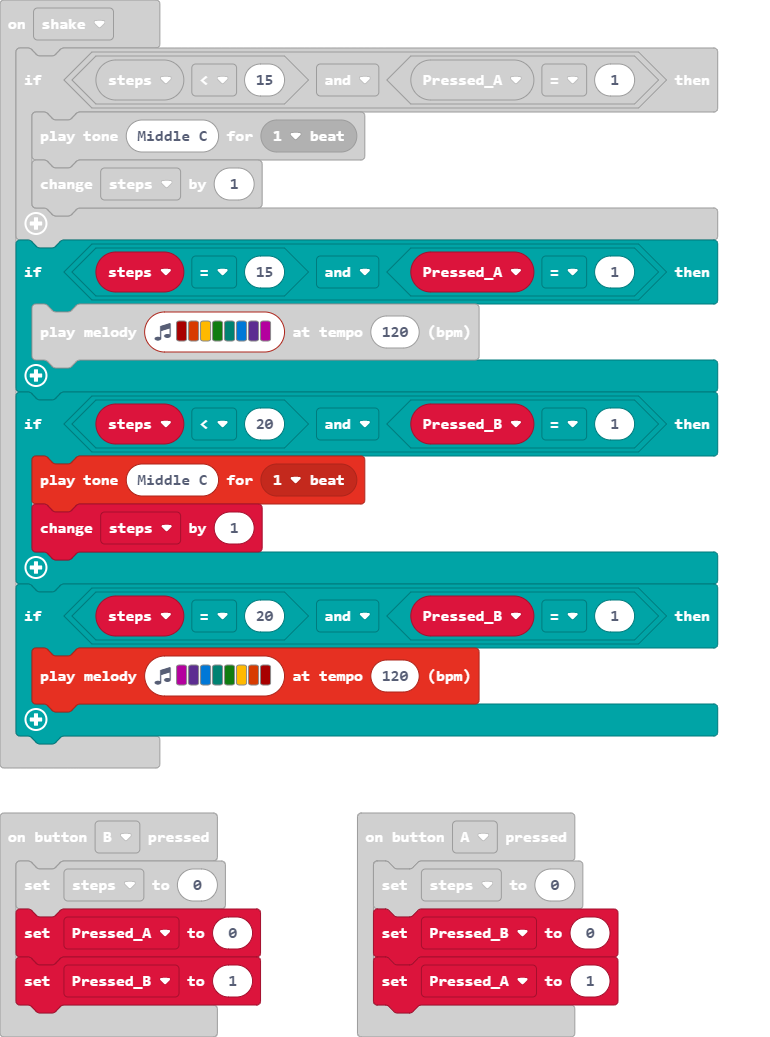 on shake
if steps < 15 and Pressed_A = 1 then
play tone Middle C for 1 beat
change steps by 1
if steps = 15 and Pressed_A = 1 then
play melody at tempo 120 (bpm)
if steps < 20 and Pressed_B = 1 then
play tone Middle C for 1 beat
change steps by 1
if steps = 20 and Pressed_B = 1 then
play melody at tempo 120 (bpm)
on button B pressed
set steps to 0
set Pressed_A to 0
set Pressed_B to 1
on button A pressed
set steps to 0
set Pressed_B to 0
set Pressed_A to 1